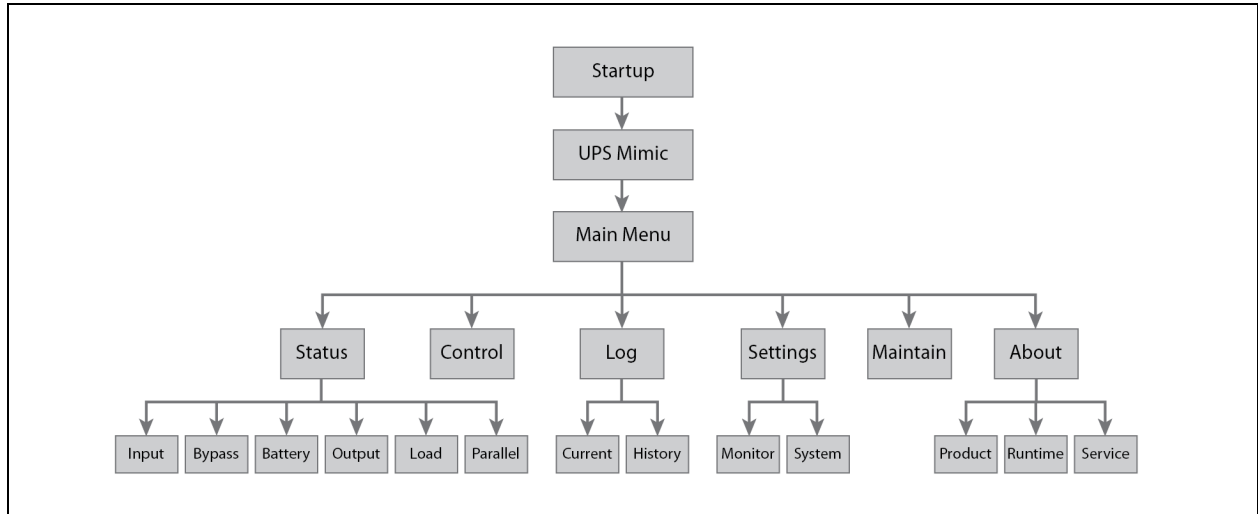 Startup
UPS Mimic
Main Menu
Status
Control
Log
Settings
Maintain
About
Input
Bypass
Battery
Output
Load
Parallel
Current
History
Monitor
System
Product
Runtime
Service